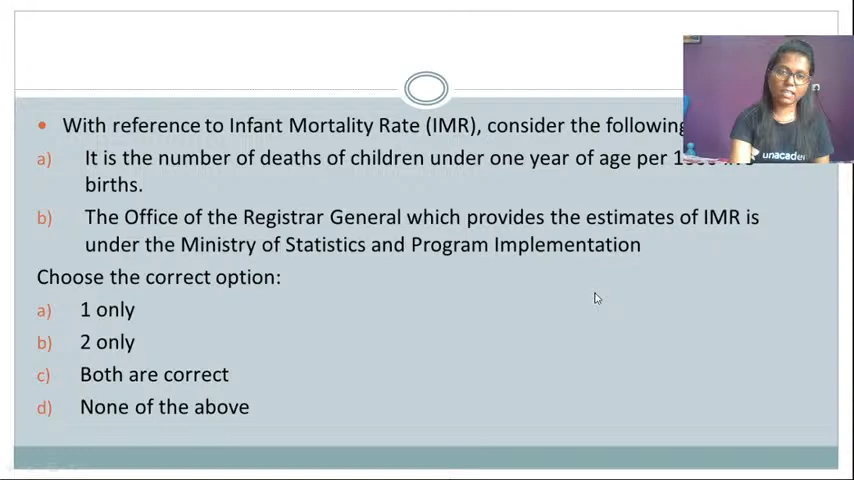 With reference to Infant Mortality Rate (IMR), consider the following
a) It is the number of deaths of children under one year of age per
births.
b) The Office of the Registrar General which provides the estimates of IMR is
under the Ministry of Statistics and Program Implementation
Choose the correct option:
a) 1 only
b) 2 only
c) Both are correct
d) None of the above
unacadem